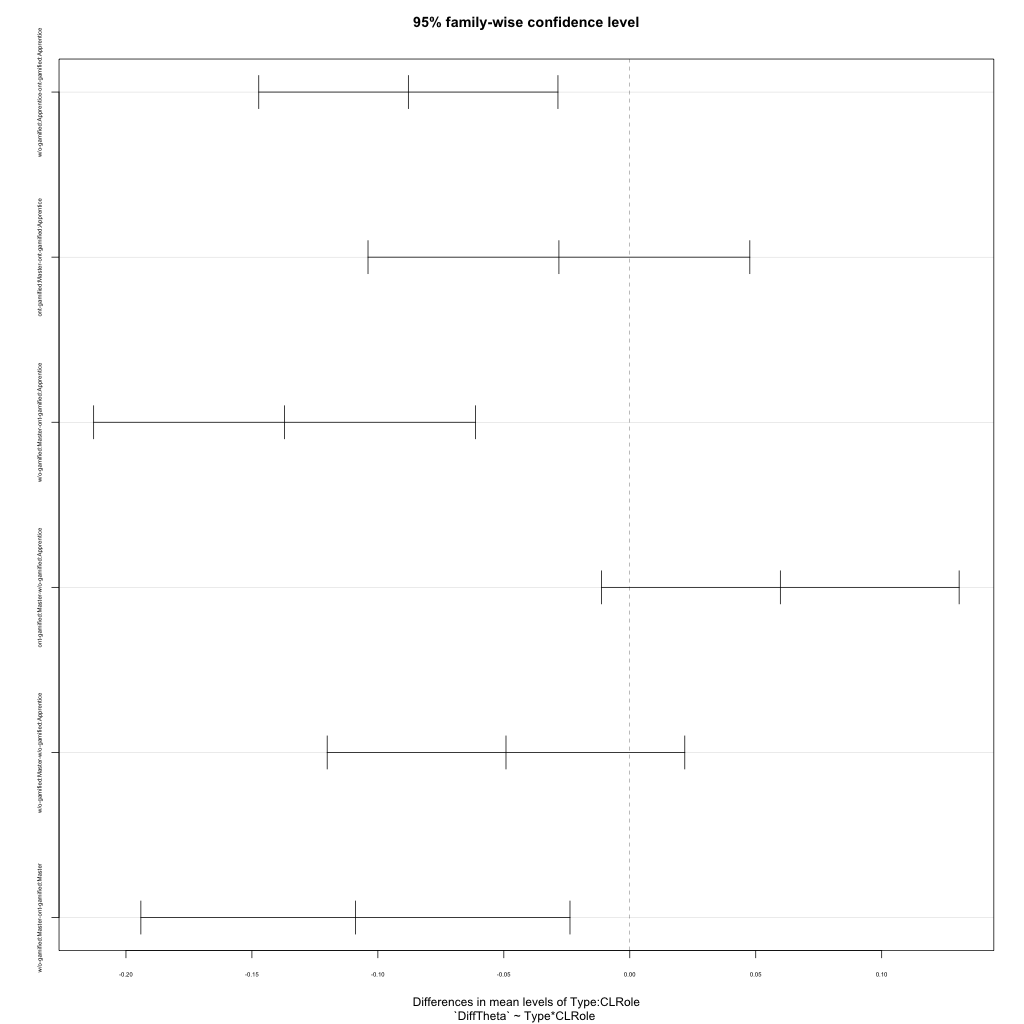 95% family-wise confidence level
w/o-gamified:Apprentice-ont-gamified:Apprentice
ont-gamified:Master-ont-gamified:Apprentice
w/o-gamified:Master-ont-gamified:Apprentice
ont-gamified:Master-w/o-gamified:Apprentice
w/o-gamified:Master-w/o-gamified:Apprentice
w/o-gamified:Master-ont-gamified:Master
-0.20 -0.15 -0.10 -0.05 0.00 0.05 0.10
Differences in mean levels of Type:CLRole
`DiffTheta` ~ Type*CLRole